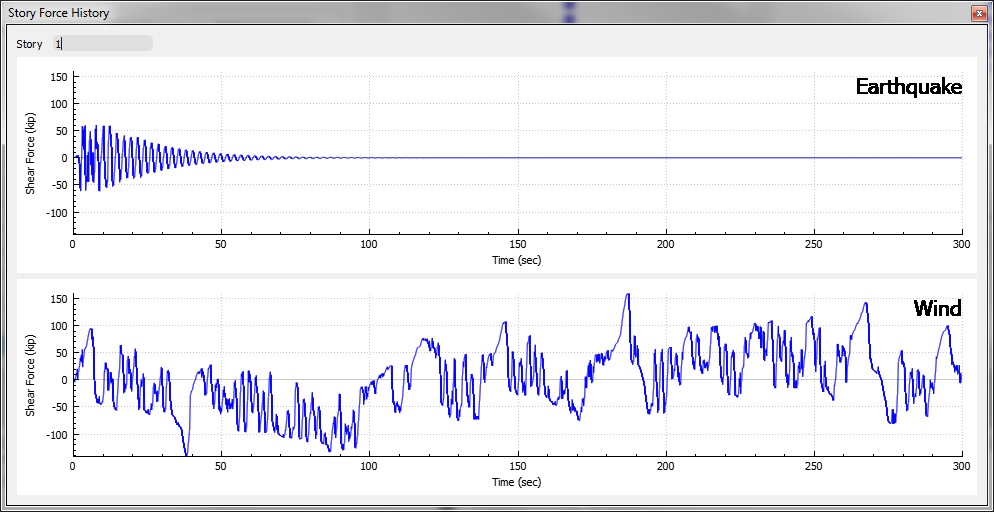 Story Force History
Story 1
Earthquake
Shear Force (kip)
150
100
50
0
-50
-100
0 50 100 150 200 250 300
Time (sec)
Wind
Shear Force (kip)
150
100
50
0
-50
-100
0 50 100 150 200 250 300
Time (sec)